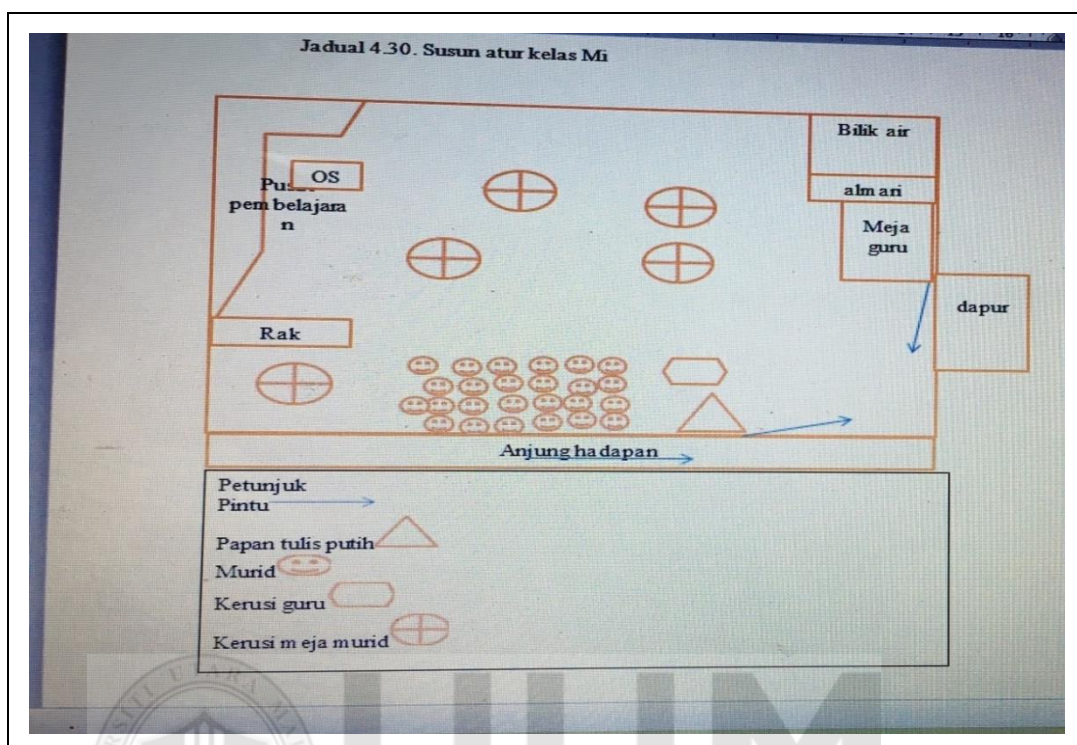 Jadual 4.30. Susun atur kelas Mi
Bilik air
OS
almari
pembelajara
n
Meja
guru
dapur
Rak
Anjung hadapan
Petunjuk
Pintu
Papan tulis putih
Murid
Kerusi guru
Kerusi meja murid